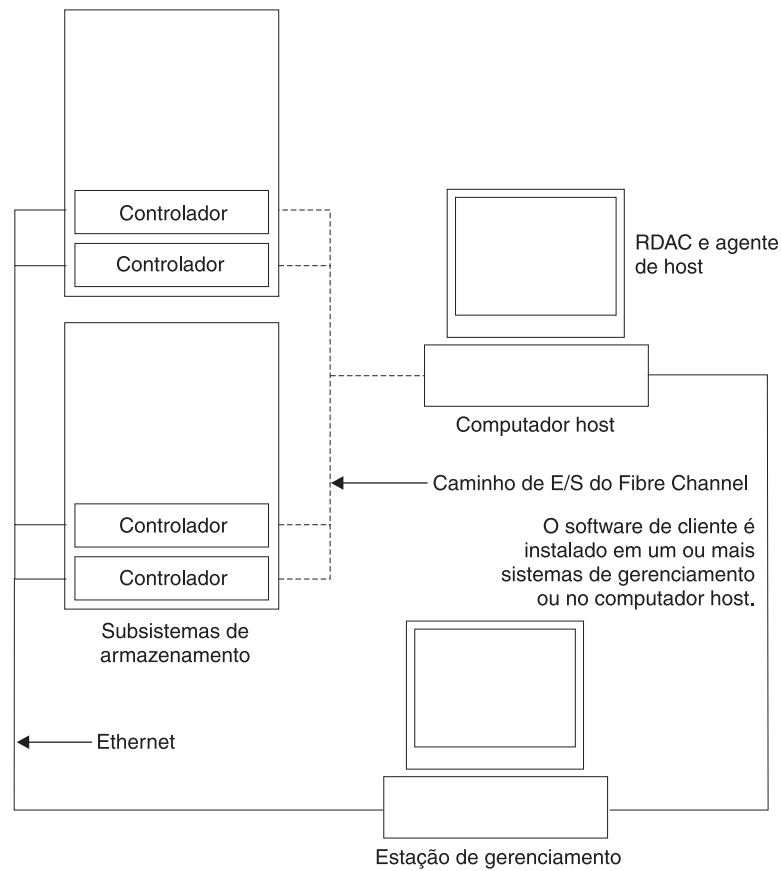 Controlador
Controlador
RDAC e agente
de host
Computador host
Caminho de E/S do Fibre Channel
Controlador
Controlador
O software de cliente é
instalado em um ou mais
sistemas de gerenciamento
ou no computador host.
Subsistemas de
armazenamento
Ethernet
Estação de gerenciamento